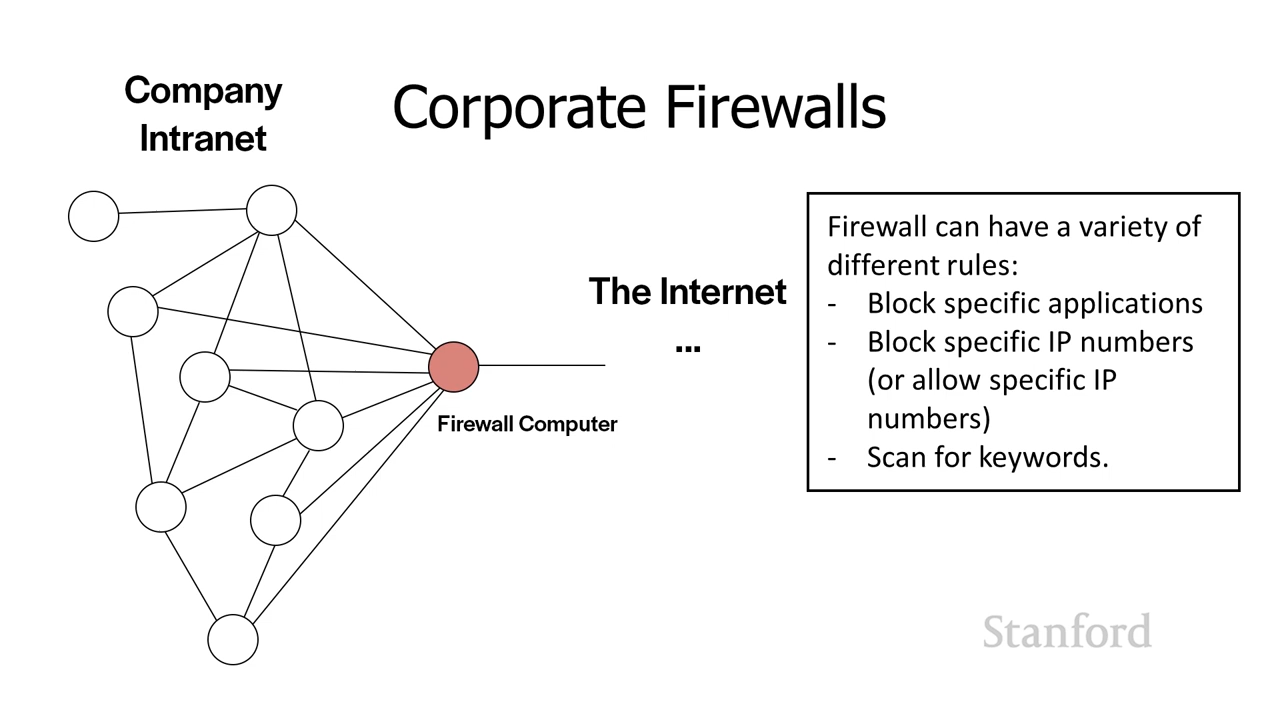 Company
Intranet
Corporate Firewalls
The Internet
...
Firewall Computer
Firewall can have a variety of
different rules:
- Block specific applications
- Block specific IP numbers
(or allow specific IP
numbers)
- Scan for keywords.
Stanford